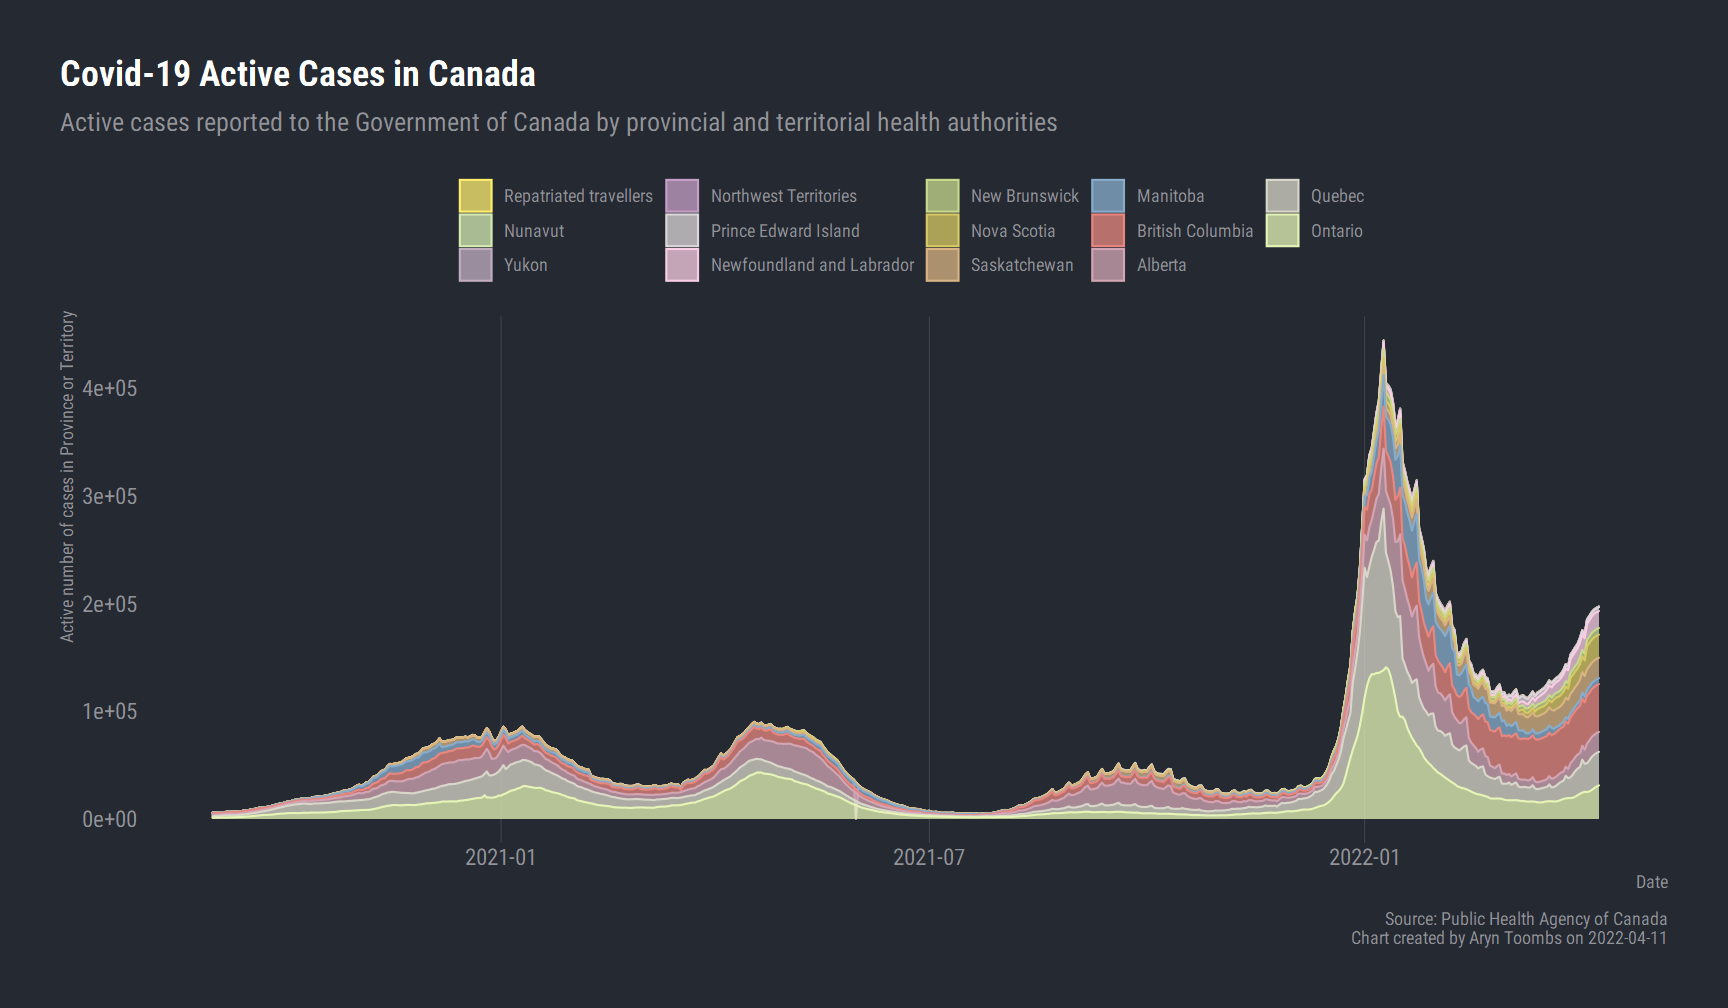 Covid-19 Active Cases in Canada
Active cases reported to the Government of Canada by provincial and territorial health authorities
Repatriated travellers
Northwest Territories
New Brunswick
Manitoba
Quebec
Nunavut
Prince Edward Island
Nova Scotia
British Columbia
Ontario
Yukon
Newfoundland and Labrador
Saskatchewan
Alberta
Active number of cases in Province or Territory
4e+05
3e+05
2e+05
1e+05
0e+00
2021-01
2021-07
2022-01
Date
Source: Public Health Agency of Canada
Chart created by Aryn Toombs on 2022-04-11